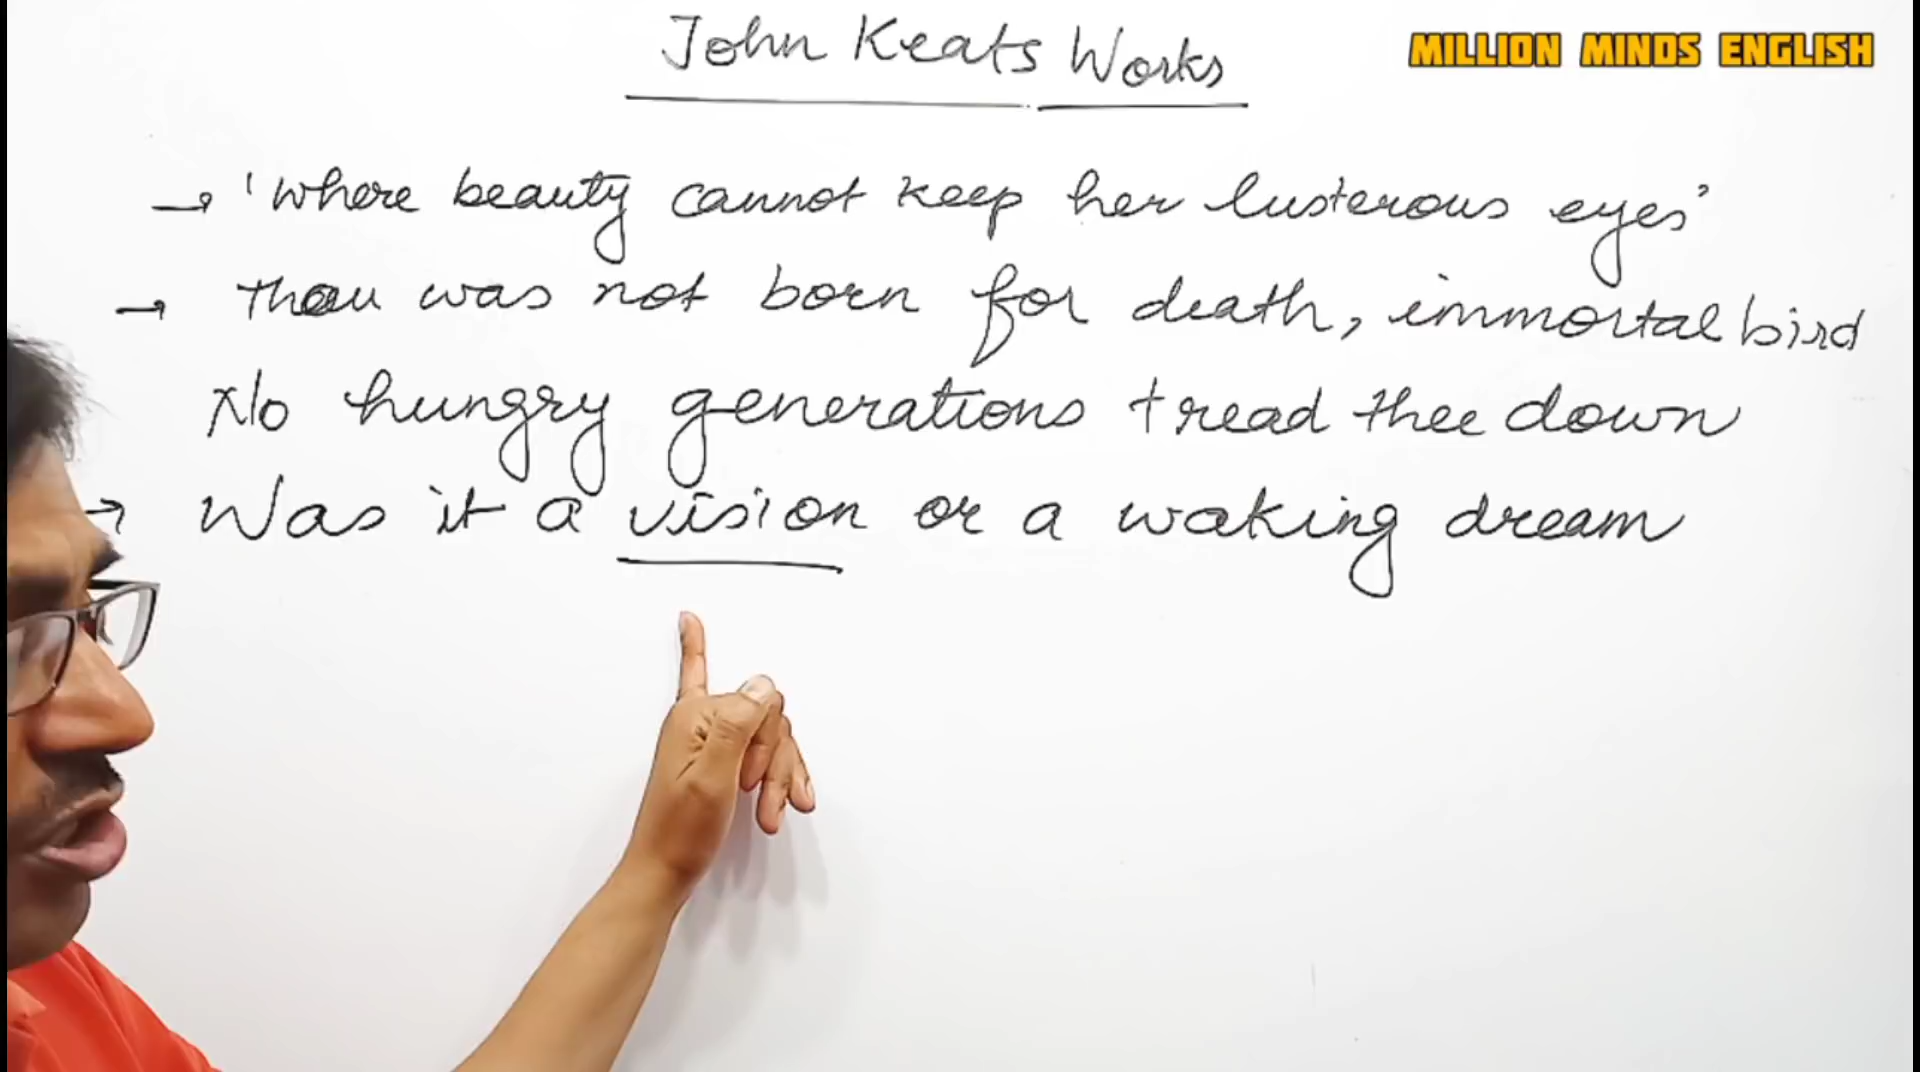 John Keats Works
MILLION MINDS ENGLISH
→ 'where beauty cannot keep her lusterous eyes'
→ thou was not born for death, immortal bird
No hungry generations tread thee down
→ Was it a vision or a waking dream